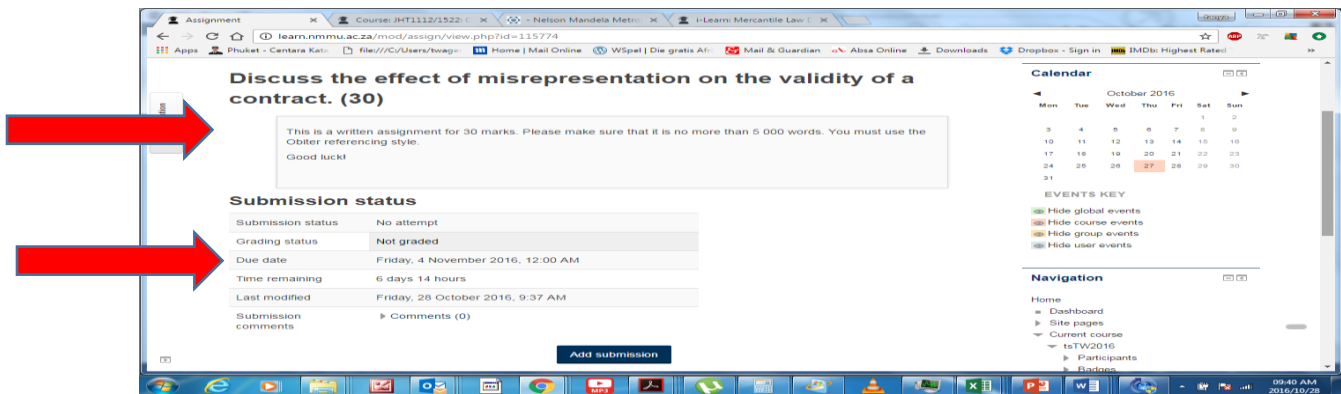 Assignment
Course: JHT1112/1522: C
- Nelson Mandela Metro
i-Learn: Mercantile Law
learn.nmmu.ac.za/mod/assign/view.php?id=115774
Apps
Phuket - Centara Kata
file:///C:/Users/twage
Home | Mail Online
WSpel | Die gratis Afr
Mail & Guardian
Absa Online
Downloads
Dropbox - Sign in
IMDb: Highest Rated
Discuss the effect of misrepresentation on the validity of a
contract. (30)
This is a written assignment for 30 marks. Please make sure that it is no more than 5 000 words. You must use the
Obiter referencing style.
Good luck!
Submission status
Submission status No attempt
Grading status Not graded
Due date Friday, 4 November 2016, 12:00 AM
Time remaining 6 days 14 hours
Last modified Friday, 28 October 2016, 9:37 AM
Submission
comments
Comments (0)
Add submission
Calendar
October 2016
Mon Tue Wed Thu Fri Sat Sun
1 2
3 4 5 6 7 8 9
10 11 12 13 14 15 16
17 18 19 20 21 22 23
24 25 26 27 28 29 30
31
EVENTS KEY
Hide global events
Hide course events
Hide group events
Hide user events
Navigation
Home
Dashboard
Site pages
Current course
tsTW2016
Participants
Badges
09:40 AM
2016/10/28